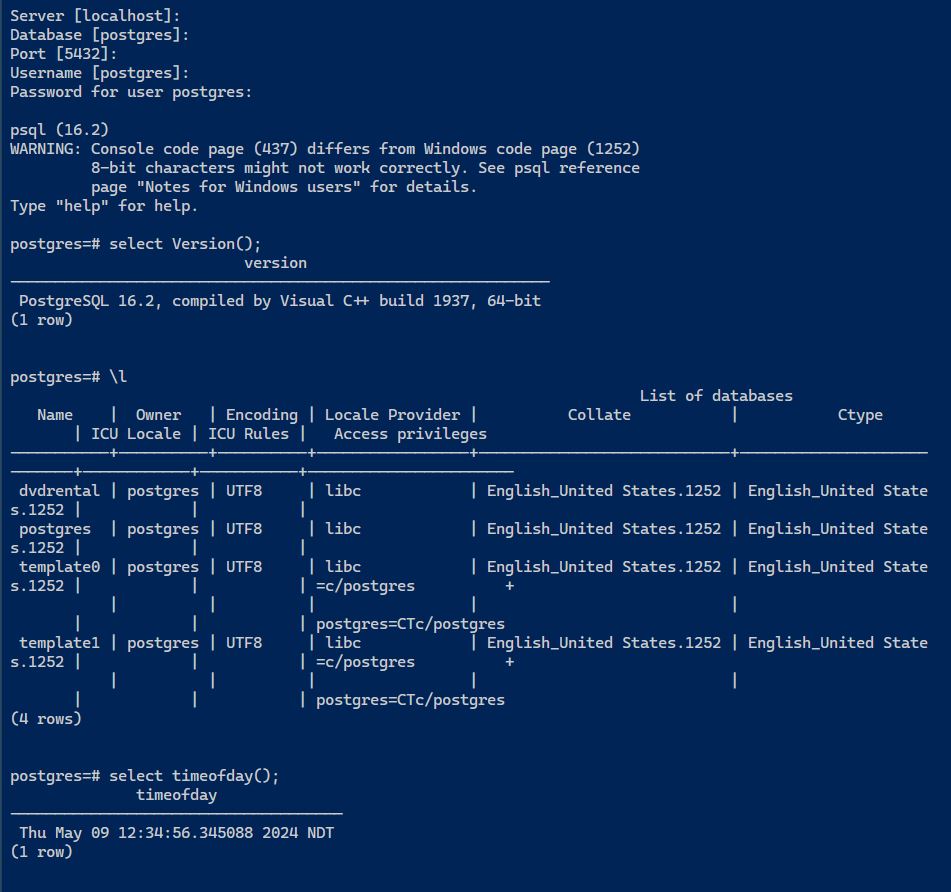 Server [localhost]:
Database [postgres]:
Port [5432]:
Username [postgres]:
Password for user postgres:

psql (16.2)
WARNING: Console code page (437) differs from Windows code page (1252)
         8-bit characters might not work correctly. See psql reference
         page "Notes for Windows users" for details.
Type "help" for help.

postgres=# select Version();
                          version
------------------------------------------------------------
 PostgreSQL 16.2, compiled by Visual C++ build 1937, 64-bit
(1 row)


postgres=# \l
                                                                      List of databases
   Name    |  Owner   | Encoding | Locale Provider |          Collate           |           Ctype
       | ICU Locale | ICU Rules |   Access privileges
-----------+----------+----------+-----------------+----------------------------+---------------------
-------+------------+-----------+-----------------------
 dvdrental | postgres | UTF8     | libc            | English_United States.1252 | English_United State
s.1252 |            |           |
 postgres  | postgres | UTF8     | libc            | English_United States.1252 | English_United State
s.1252 |            |           |
 template0 | postgres | UTF8     | libc            | English_United States.1252 | English_United State
s.1252 |            |           | =c/postgres          +
           |          |          |                 |                            |
       |            |           | postgres=CTc/postgres
 template1 | postgres | UTF8     | libc            | English_United States.1252 | English_United State
s.1252 |            |           | =c/postgres          +
           |          |          |                 |                            |
       |            |           | postgres=CTc/postgres
(4 rows)


postgres=# select timeofday();
              timeofday
-------------------------------------
 Thu May 09 12:34:56.345088 2024 NDT
(1 row)